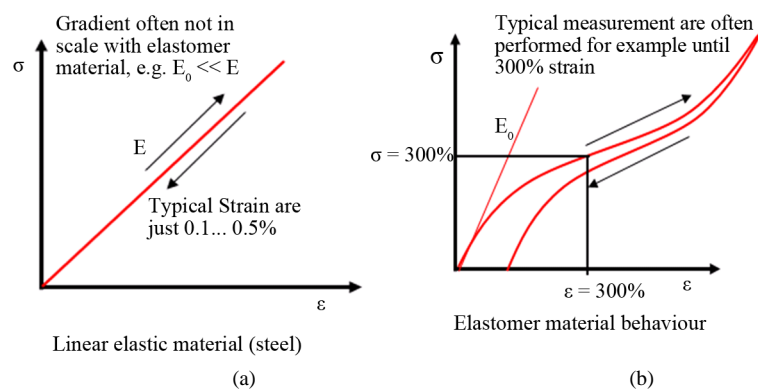 Gradient often not in
scale with elastomer
material, e.g. E₀ << E
σ
E
Typical Strain are
just 0.1... 0.5%
ε
Linear elastic material (steel)
(a)
Typical measurement are often
performed for example until
300% strain
σ
E₀
σ = 300%
ε = 300%
ε
Elastomer material behaviour
(b)